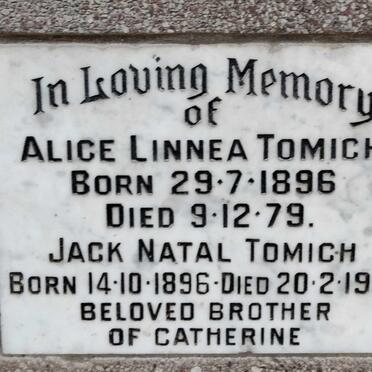 In Loving Memory
of
ALICE LINNEA TOMICH
BORN 29·7·1896
DIED 9·12·79.
JACK NATAL TOMICH
BORN 14·10·1896·DIED 20·2·19
BELOVED BROTHER
OF CATHERINE